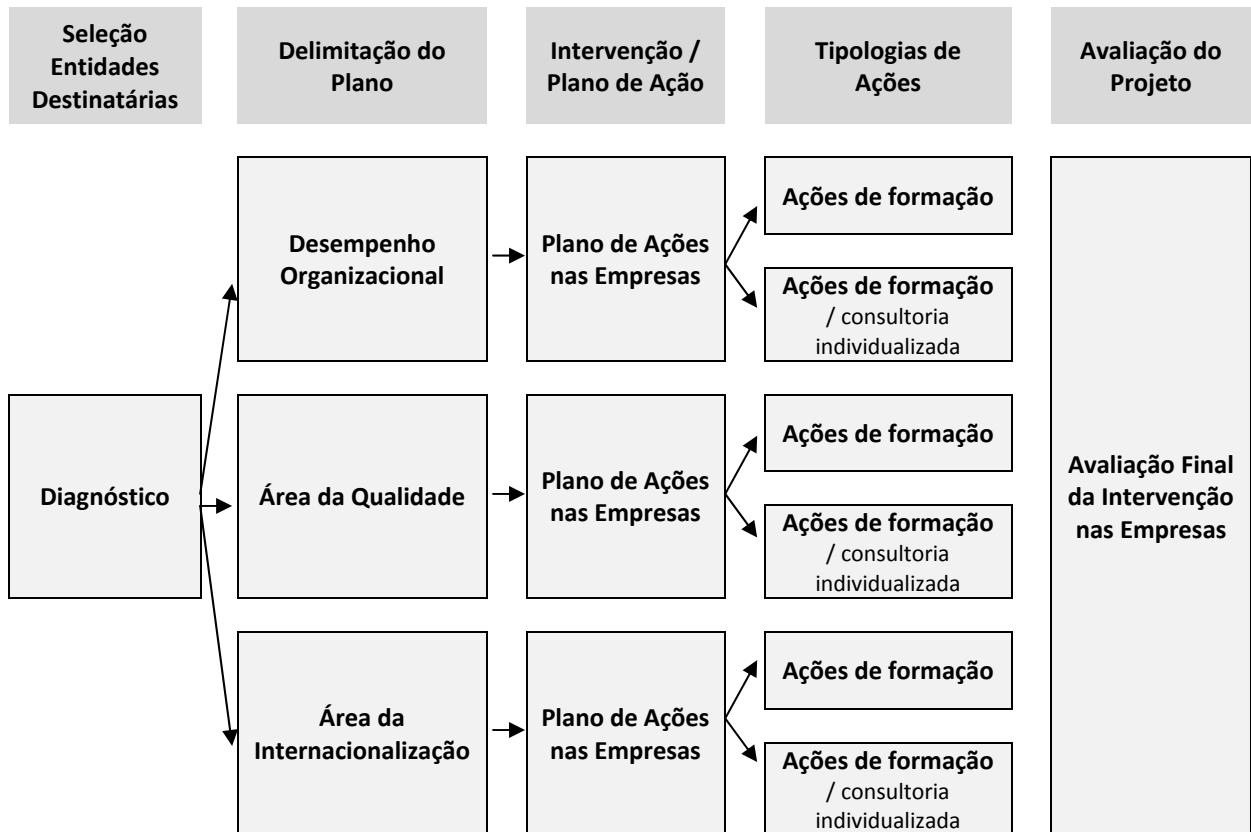 Seleção
Entidades
Destinatárias
Delimitação do
Plano
Intervenção /
Plano de Ação
Tipologias de
Ações
Avaliação do
Projeto
Diagnóstico
Desempenho
Organizacional
Plano de Ações
nas Empresas
Ações de formação
Ações de formação
/ consultoria
individualizada
Área da Qualidade
Plano de Ações
nas Empresas
Ações de formação
Ações de formação
/ consultoria
individualizada
Área da
Internacionalização
Plano de Ações
nas Empresas
Ações de formação
Ações de formação
/ consultoria
individualizada
Avaliação Final
da Intervenção
nas Empresas